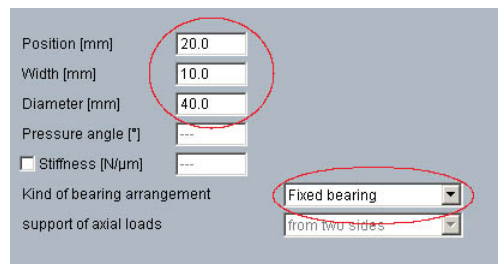 Position [mm] 20.0
Width [mm] 10.0
Diameter [mm] 40.0
Pressure angle [°] ---
Stiffness [N/µm] ---
Kind of bearing arrangement Fixed bearing
support of axial loads from two sides